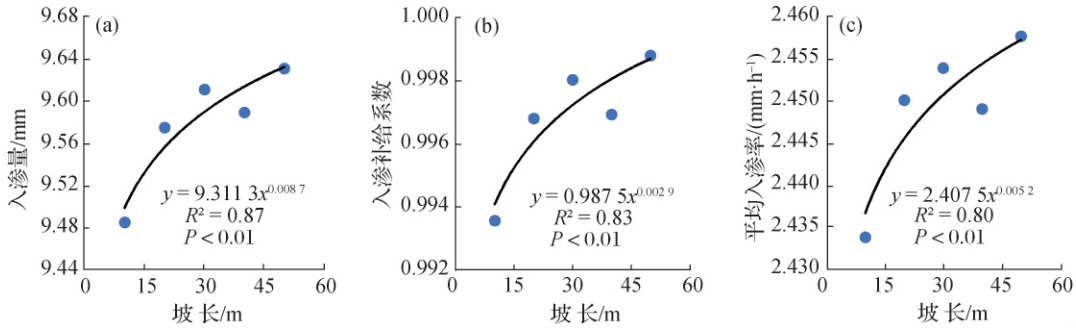 (a)
入渗量/mm
9.68
9.64
9.60
9.56
9.52
9.48
9.44
y = 9.311 3x^0.008 7
R² = 0.87
P < 0.01
0 15 30 45 60
坡 长/m
(b)
入渗补给系数
1.000
0.998
0.996
0.994
0.992
y = 0.987 5x^0.002 9
R² = 0.83
P < 0.01
0 15 30 45 60
坡 长/m
(c)
平均入渗率/(mm·h⁻¹)
2.460
2.455
2.450
2.445
2.440
2.435
2.430
y = 2.407 5x^0.005 2
R² = 0.80
P < 0.01
0 15 30 45 60
坡 长/m